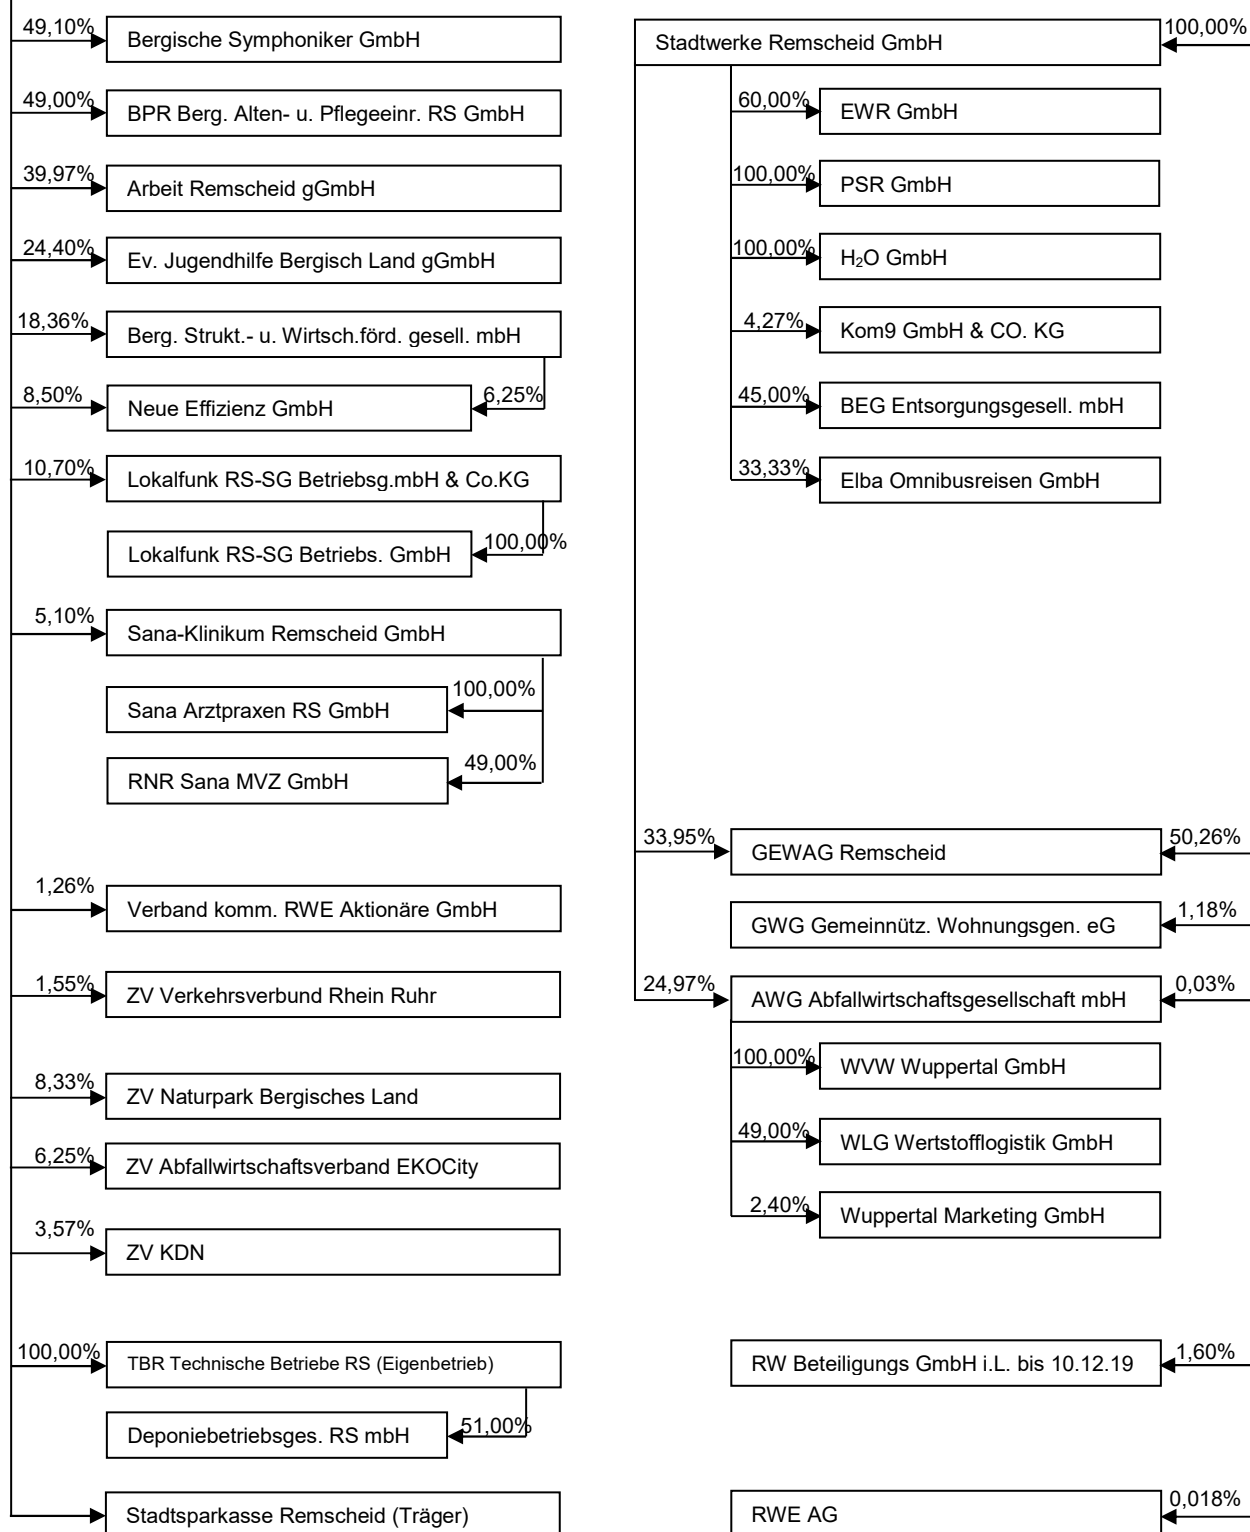 49,10%
Bergische Symphoniker GmbH
49,00%
BPR Berg. Alten- u. Pflegeeinr. RS GmbH
39,97%
Arbeit Remscheid gGmbH
24,40%
Ev. Jugendhilfe Bergisch Land gGmbH
18,36%
Berg. Strukt.- u. Wirtsch.förd. gesell. mbH
8,50%
Neue Effizienz GmbH
6,25%
10,70%
Lokalfunk RS-SG Betriebsg.mbH & Co.KG
Lokalfunk RS-SG Betriebs. GmbH
100,00%
5,10%
Sana-Klinikum Remscheid GmbH
Sana Arztpraxen RS GmbH
100,00%
RNR Sana MVZ GmbH
49,00%
1,26%
Verband komm. RWE Aktionäre GmbH
1,55%
ZV Verkehrsverbund Rhein Ruhr
8,33%
ZV Naturpark Bergisches Land
6,25%
ZV Abfallwirtschaftsverband EKOCity
3,57%
ZV KDN
100,00%
TBR Technische Betriebe RS (Eigenbetrieb)
Deponiebetriebsges. RS mbH
51,00%
Stadtsparkasse Remscheid (Träger)
Stadtwerke Remscheid GmbH
100,00%
60,00%
EWR GmbH
100,00%
PSR GmbH
100,00%
H₂O GmbH
4,27%
Kom9 GmbH & CO. KG
45,00%
BEG Entsorgungsgesell. mbH
33,33%
Elba Omnibusreisen GmbH
33,95%
GEWAG Remscheid
50,26%
GWG Gemeinnütz. Wohnungsgen. eG
1,18%
24,97%
AWG Abfallwirtschaftsgesellschaft mbH
0,03%
100,00%
WVW Wuppertal GmbH
49,00%
WLG Wertstofflogistik GmbH
2,40%
Wuppertal Marketing GmbH
RW Beteiligungs GmbH i.L. bis 10.12.19
1,60%
RWE AG
0,018%